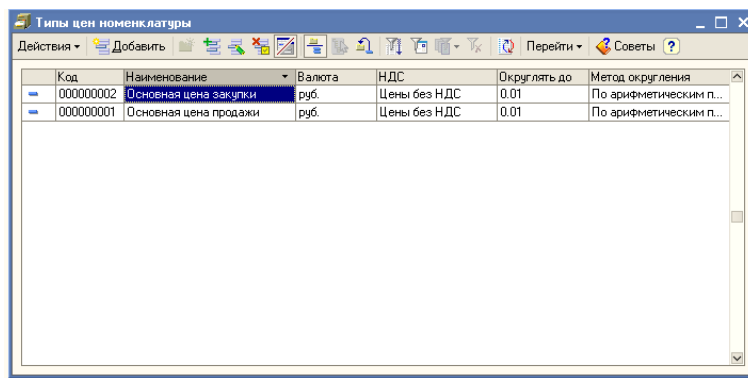 Типы цен номенклатуры
Действия Добавить Перейти Советы ?
Код Наименование Валюта НДС Округлять до Метод округления
000000002 Основная цена закупки руб. Цены без НДС 0.01 По арифметическим п...
000000001 Основная цена продажи руб. Цены без НДС 0.01 По арифметическим п...